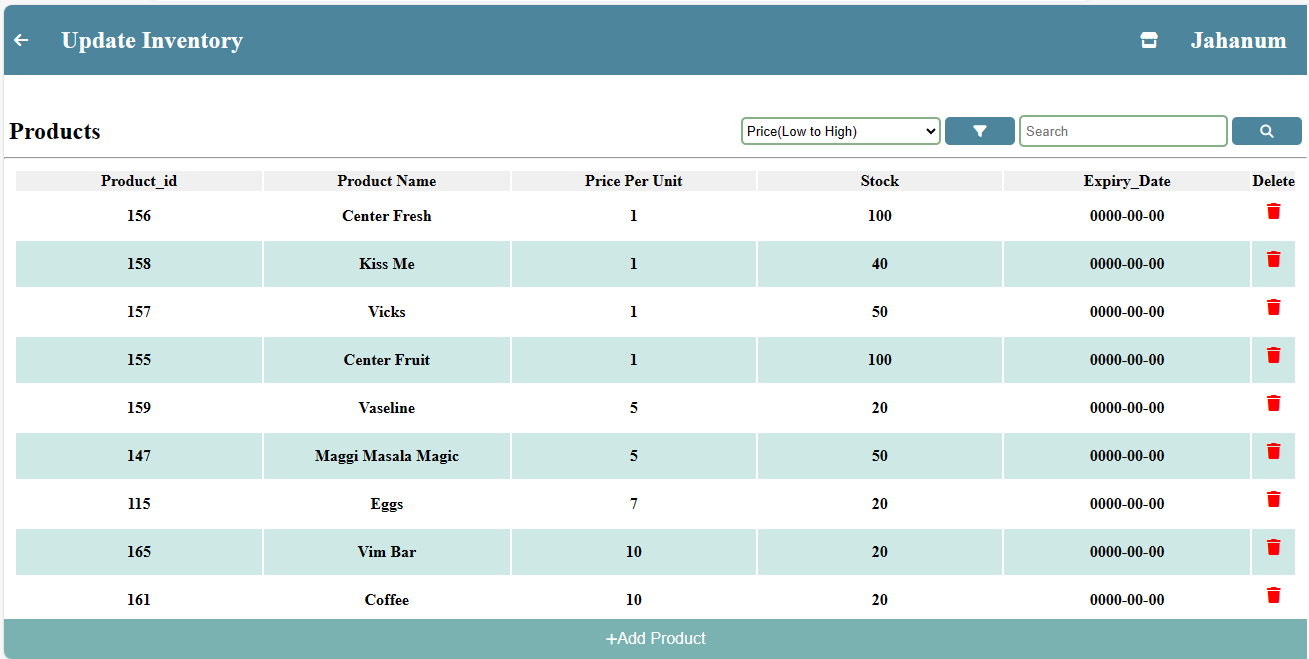 Update Inventory Jahanum
Products Price(Low to High) Search
Product_id Product Name Price Per Unit Stock Expiry_Date Delete
156 Center Fresh 1 100 0000-00-00
158 Kiss Me 1 40 0000-00-00
157 Vicks 1 50 0000-00-00
155 Center Fruit 1 100 0000-00-00
159 Vaseline 5 20 0000-00-00
147 Maggi Masala Magic 5 50 0000-00-00
115 Eggs 7 20 0000-00-00
165 Vim Bar 10 20 0000-00-00
161 Coffee 10 20 0000-00-00
+Add Product